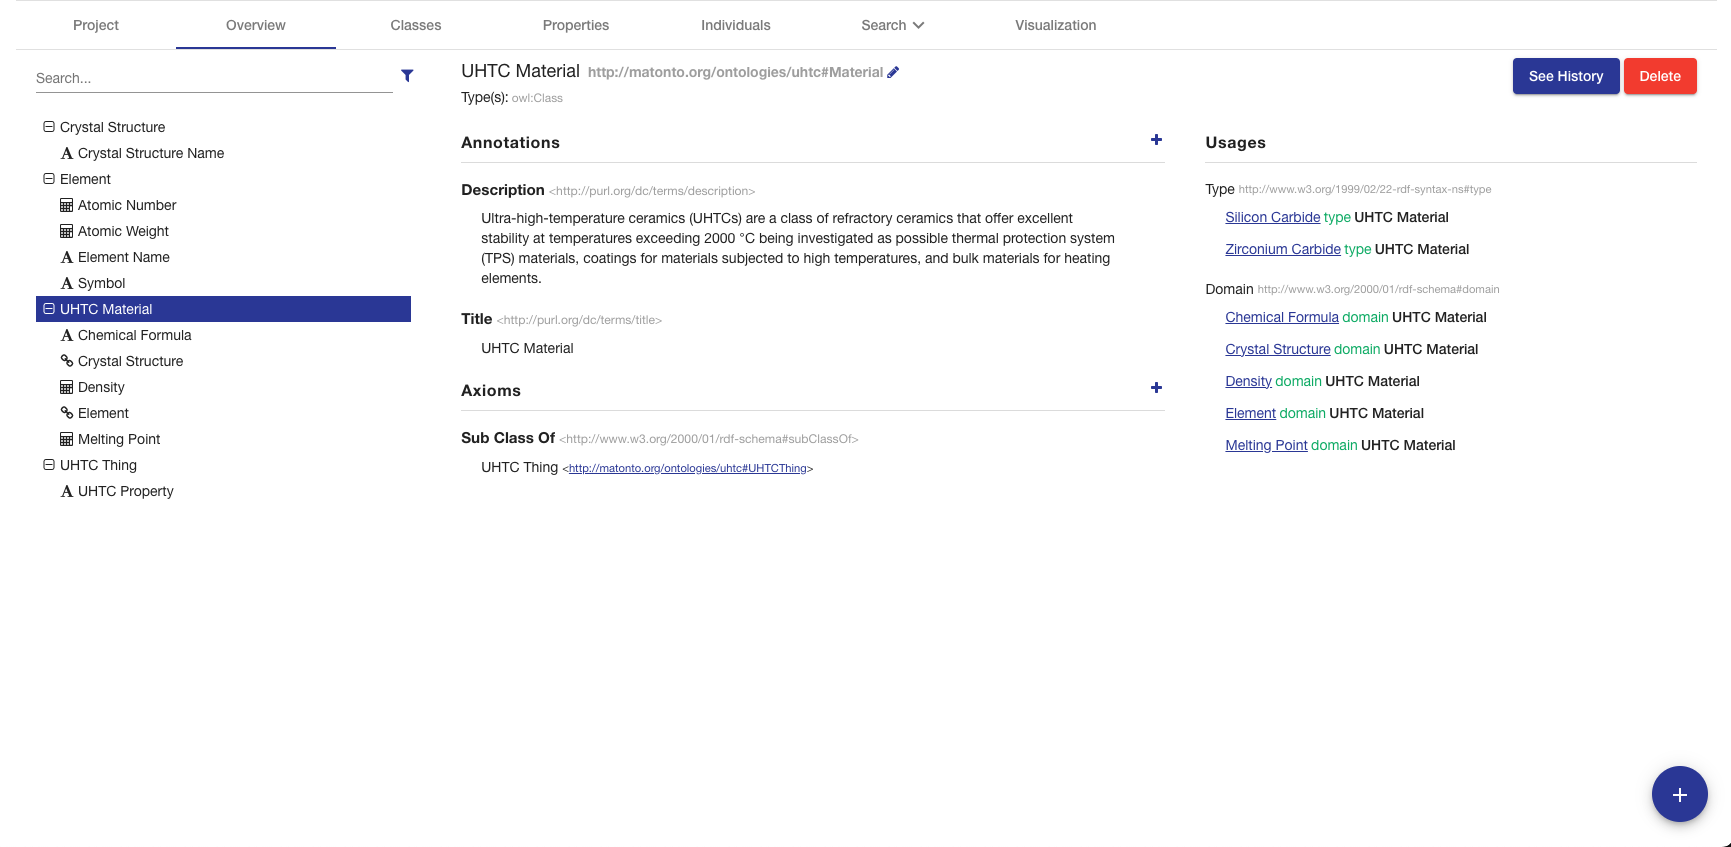 Project Overview Classes Properties Individuals Search Visualization
Search...
Crystal Structure
Crystal Structure Name
Element
Atomic Number
Atomic Weight
Element Name
Symbol
UHTC Material
Chemical Formula
Crystal Structure
Density
Element
Melting Point
UHTC Thing
UHTC Property
UHTC Material http://matonto.org/ontologies/uhtc#Material
Type(s): owl:Class
See History Delete
Annotations
Description <http://purl.org/dc/terms/description>
Ultra-high-temperature ceramics (UHTCs) are a class of refractory ceramics that offer excellent
stability at temperatures exceeding 2000 °C being investigated as possible thermal protection system
(TPS) materials, coatings for materials subjected to high temperatures, and bulk materials for heating
elements.
Title <http://purl.org/dc/terms/title>
UHTC Material
Axioms
Sub Class Of <http://www.w3.org/2000/01/rdf-schema#subClassOf>
UHTC Thing <http://matonto.org/ontologies/uhtc#UHTCThing>
Usages
Type http://www.w3.org/1999/02/22-rdf-syntax-ns#type
Silicon Carbide type UHTC Material
Zirconium Carbide type UHTC Material
Domain http://www.w3.org/2000/01/rdf-schema#domain
Chemical Formula domain UHTC Material
Crystal Structure domain UHTC Material
Density domain UHTC Material
Element domain UHTC Material
Melting Point domain UHTC Material